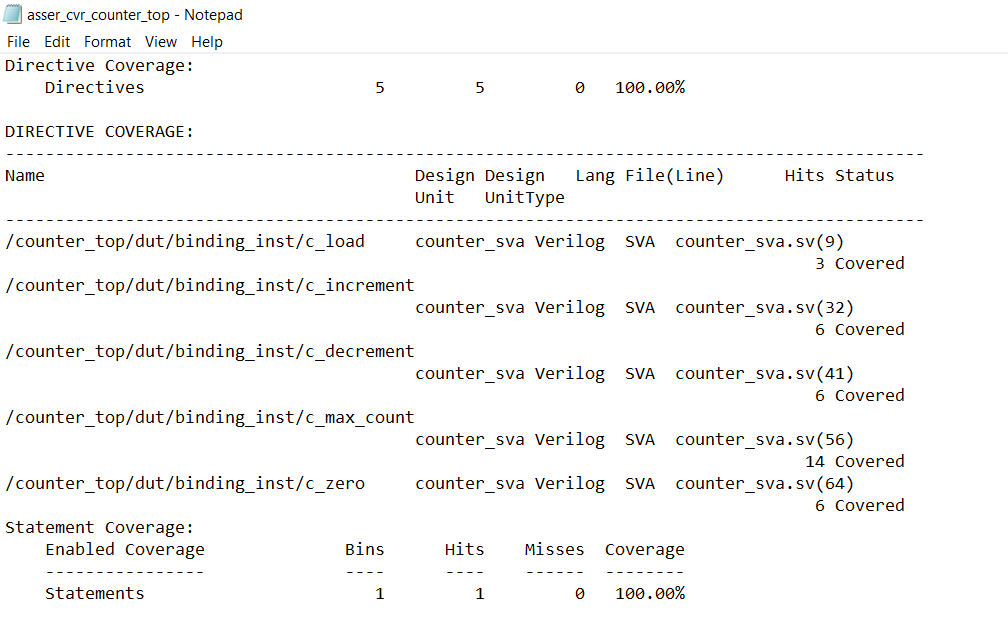 asser_cvr_counter_top - Notepad
File Edit Format View Help
Directive Coverage:
    Directives                       5         5         0   100.00%

DIRECTIVE COVERAGE:
--------------------------------------------------------------------------------------------
Name                                     Design Design   Lang File(Line)      Hits Status
                                         Unit   UnitType
--------------------------------------------------------------------------------------------
/counter_top/dut/binding_inst/c_load     counter_sva Verilog  SVA  counter_sva.sv(9)
                                                                                 3 Covered
/counter_top/dut/binding_inst/c_increment
                                         counter_sva Verilog  SVA  counter_sva.sv(32)
                                                                                 6 Covered
/counter_top/dut/binding_inst/c_decrement
                                         counter_sva Verilog  SVA  counter_sva.sv(41)
                                                                                 6 Covered
/counter_top/dut/binding_inst/c_max_count
                                         counter_sva Verilog  SVA  counter_sva.sv(56)
                                                                                14 Covered
/counter_top/dut/binding_inst/c_zero     counter_sva Verilog  SVA  counter_sva.sv(64)
                                                                                 6 Covered
Statement Coverage:
    Enabled Coverage              Bins      Hits    Misses  Coverage
    ----------------              ----      ----    ------  --------
    Statements                       1         1         0   100.00%